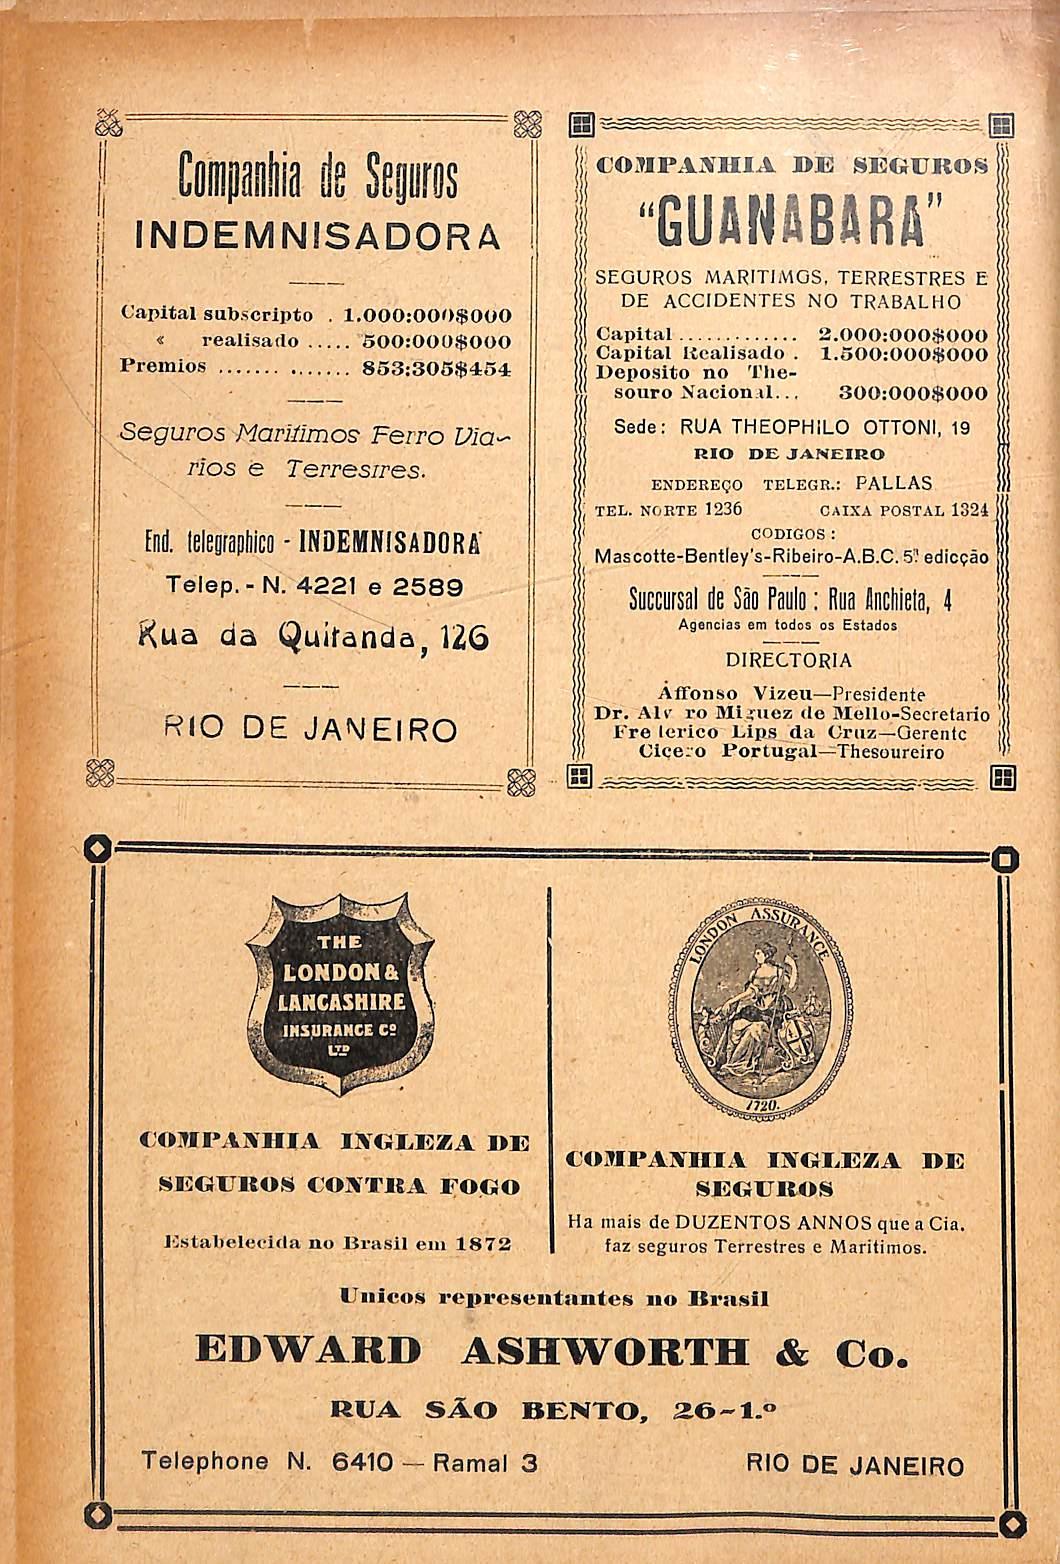 Companhia de Seguros
INDEMNISADORA
Capital subscripto . 1.000:000$000
« realisado ..... 500:000$000
Premios ....... ....... 853:305$454
Seguros Maritimos Ferro Via-
rios e Terrestres.
End. telegraphico - INDEMNISADORA
Telep. - N. 4221 e 2589
Rua da Quitanda, 126
RIO DE JANEIRO
COMPANHIA DE SEGUROS
“GUANABARA”
SEGUROS MARITIMOS, TERRESTRES E
DE ACCIDENTES NO TRABALHO
Capital ............. 2.000:000$000
Capital Realisado . 1.500:000$000
Deposito no The-
souro Nacional... 300:000$000
Sede: RUA THEOPHILO OTTONI, 19
RIO DE JANEIRO
ENDEREÇO TELEGR.: PALLAS
TEL. NORTE 1236 CAIXA POSTAL 1324
CODIGOS:
Mascotte-Bentley's-Ribeiro-A.B.C. 5ª edicção
Succursal de São Paulo: Rua Anchieta, 4
Agencias em todos os Estados
DIRECTORIA
Affonso Vizeu—Presidente
Dr. Alv ro Miguez de Mello-Secretario
Frederico Lips da Cruz—Gerente
Cicero Portugal—Thesoureiro
THE
LONDON &
LANCASHIRE
INSURANCE Cº
LTD
COMPANHIA INGLEZA DE
SEGUROS CONTRA FOGO
Estabelecida no Brasil em 1872
LONDON ASSURANCE
1720.
COMPANHIA INGLEZA DE
SEGUROS
Ha mais de DUZENTOS ANNOS que a Cia.
faz seguros Terrestres e Maritimos.
Unicos representantes no Brasil
EDWARD ASHWORTH & Co.
RUA SÃO BENTO, 26-1.º
Telephone N. 6410 — Ramal 3 RIO DE JANEIRO